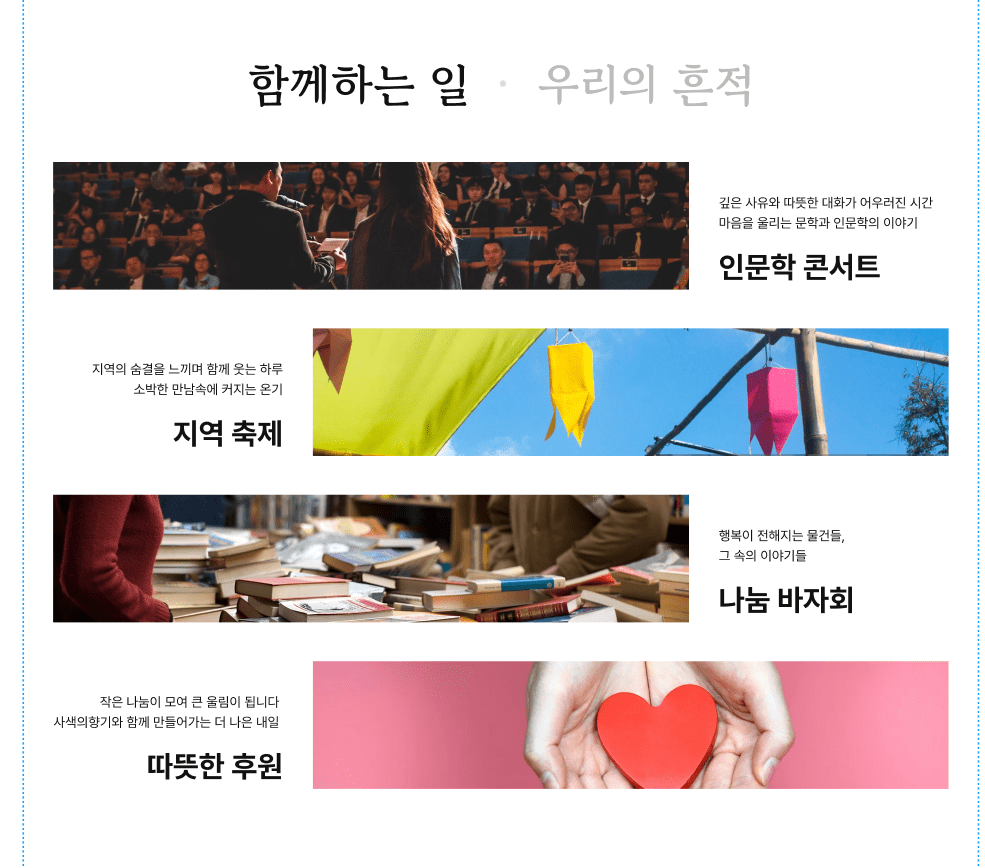 함께하는 일 · 우리의 흔적
깊은 사유와 따뜻한 대화가 어우러진 시간
마음을 울리는 문학과 인문학의 이야기
인문학 콘서트
지역의 숨결을 느끼며 함께 웃는 하루
소박한 만남속에 커지는 온기
지역 축제
행복이 전해지는 물건들,
그 속의 이야기들
나눔 바자회
작은 나눔이 모여 큰 울림이 됩니다
사색의향기와 함께 만들어가는 더 나은 내일
따뜻한 후원